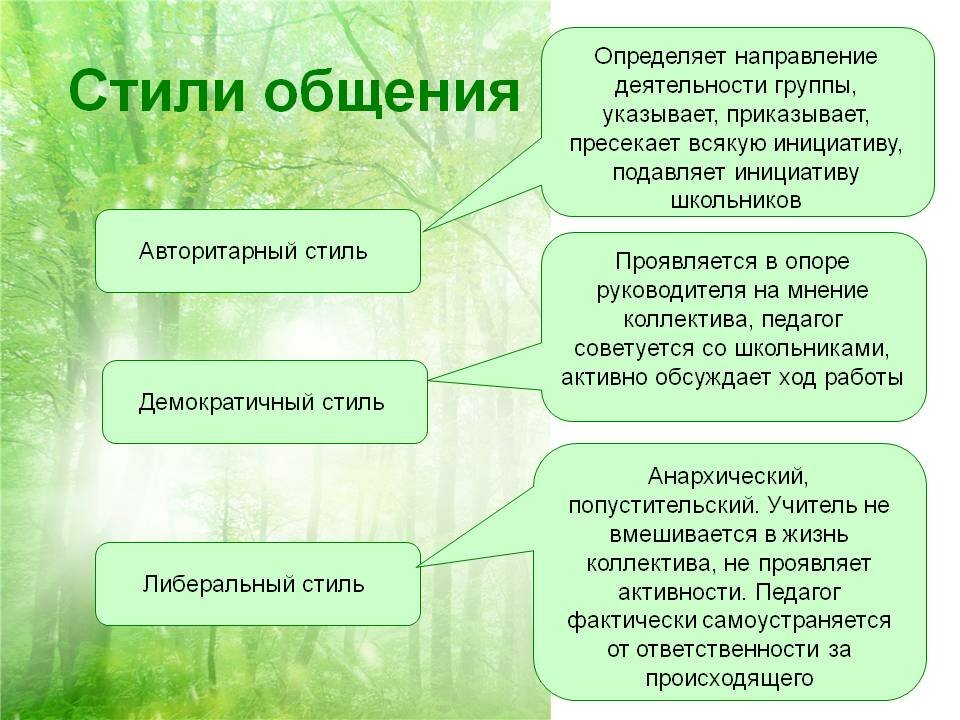 Стили общения
Определяет направление
деятельности группы,
указывает, приказывает,
пресекает всякую инициативу,
подавляет инициативу
школьников
Авторитарный стиль
Проявляется в опоре
руководителя на мнение
коллектива, педагог
советуется со школьниками,
активно обсуждает ход работы
Демократичный стиль
Анархический,
попустительский. Учитель не
вмешивается в жизнь
коллектива, не проявляет
активности. Педагог
фактически самоустраняется
от ответственности за
происходящего
Либеральный стиль